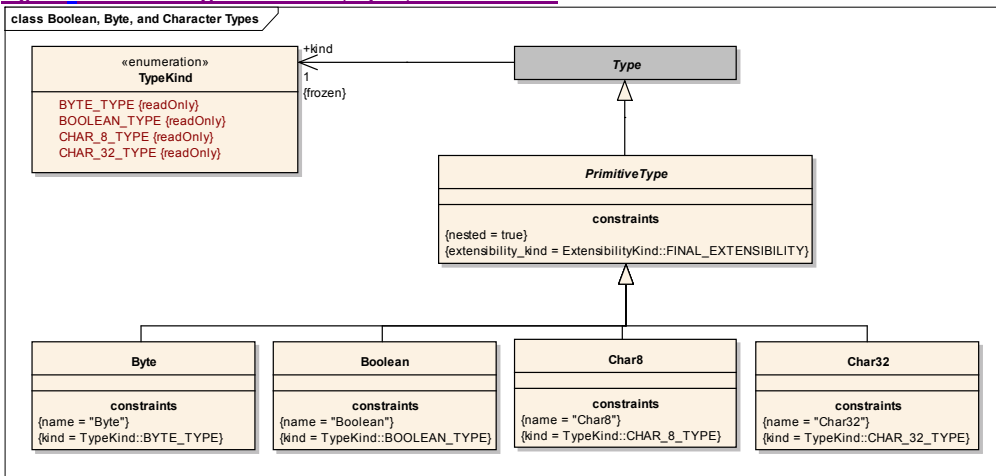 class Boolean, Byte, and Character Types
«enumeration»
TypeKind
BYTE_TYPE {readOnly}
BOOLEAN_TYPE {readOnly}
CHAR_8_TYPE {readOnly}
CHAR_32_TYPE {readOnly}
+kind
1
{frozen}
Type
PrimitiveType
constraints
{nested = true}
{extensibility_kind = ExtensibilityKind::FINAL_EXTENSIBILITY}
Byte
constraints
{name = "Byte"}
{kind = TypeKind::BYTE_TYPE}
Boolean
constraints
{name = "Boolean"}
{kind = TypeKind::BOOLEAN_TYPE}
Char8
constraints
{name = "Char8"}
{kind = TypeKind::CHAR_8_TYPE}
Char32
constraints
{name = "Char32"}
{kind = TypeKind::CHAR_32_TYPE}